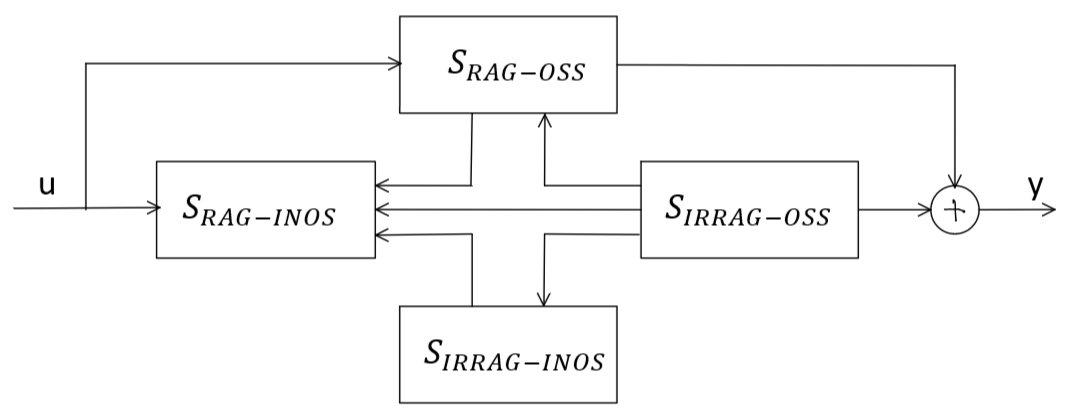 S_{RAG-OSS}
u
S_{RAG-INOS}
S_{IRRAG-OSS}
+
y
S_{IRRAG-INOS}